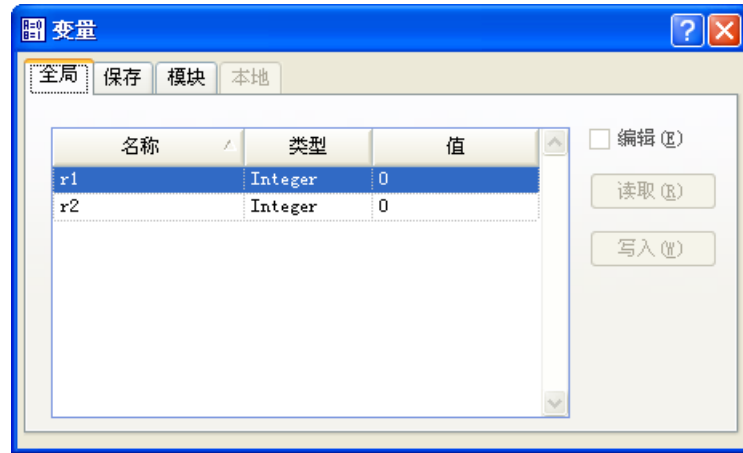 变量
全局 保存 模块 本地
名称 类型 值
编辑(E)
r1 Integer 0
读取(R)
r2 Integer 0
写入(W)